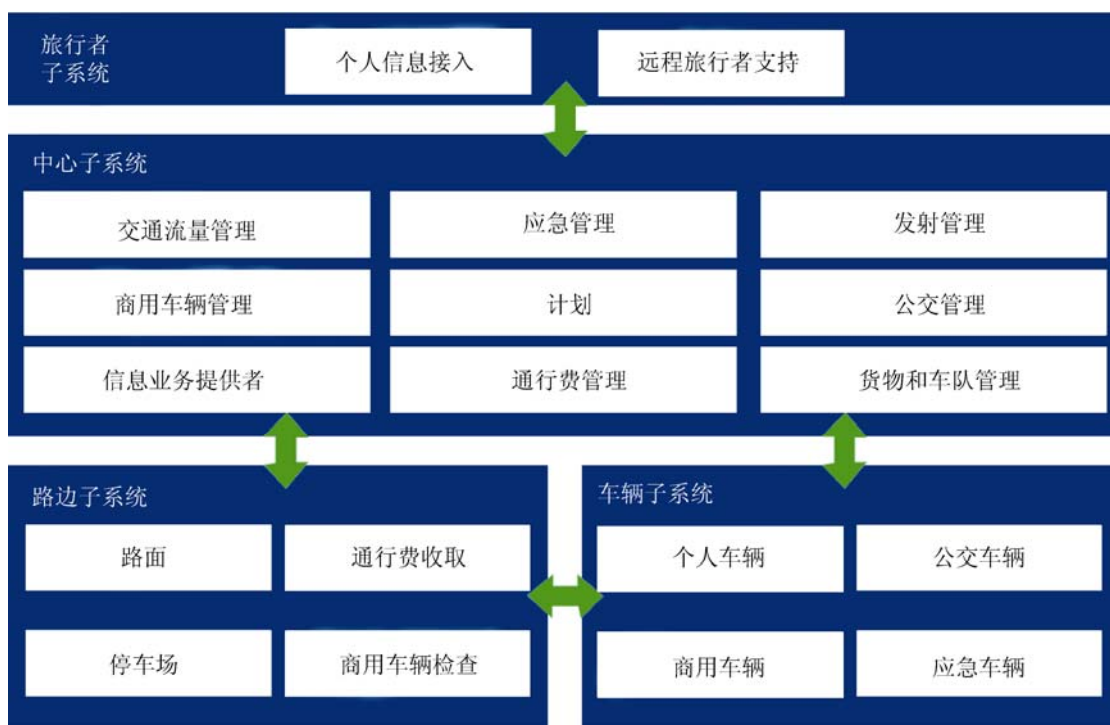 旅行者
子系统
个人信息接入
远程旅行者支持
中心子系统
交通流量管理
应急管理
发射管理
商用车辆管理
计划
公交管理
信息业务提供者
通行费管理
货物和车队管理
路边子系统
路面
通行费收取
停车场
商用车辆检查
车辆子系统
个人车辆
公交车辆
商用车辆
应急车辆